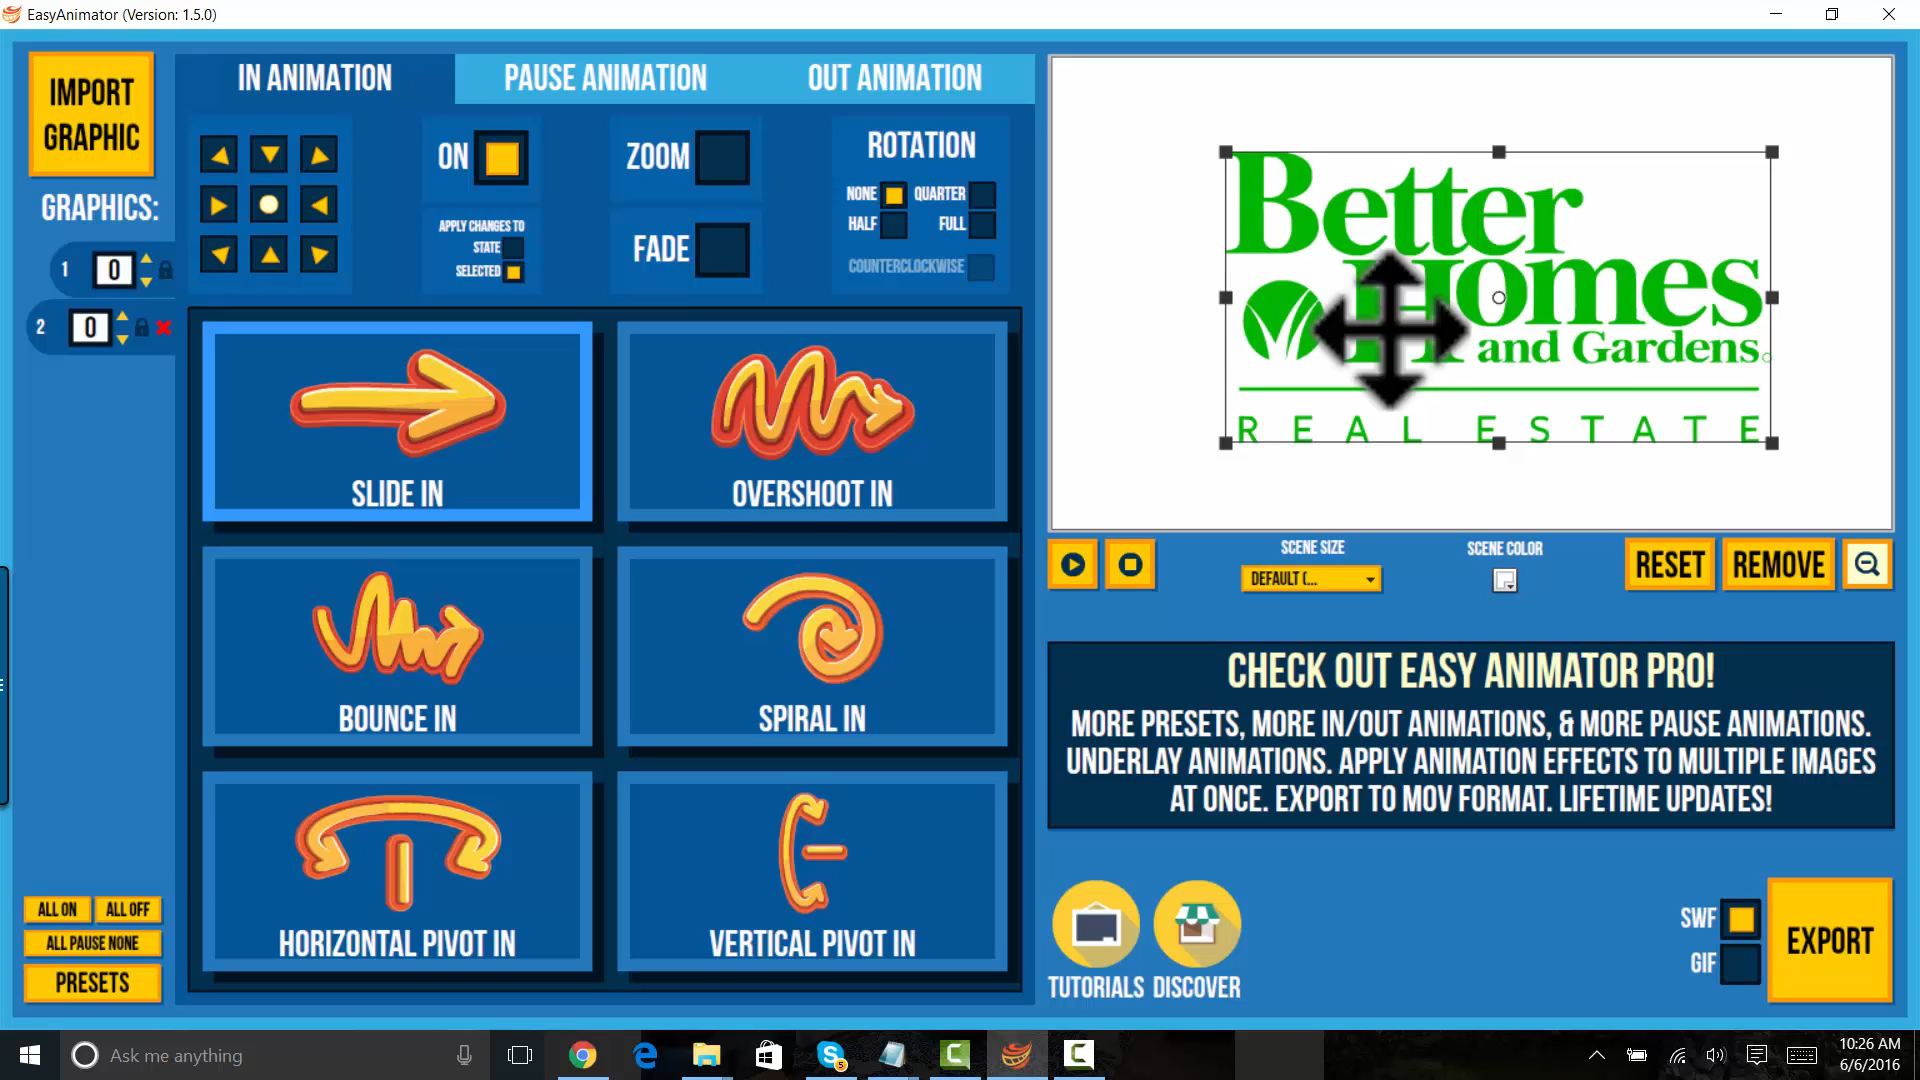 EasyAnimator (Version: 1.5.0)
IMPORT
GRAPHIC
GRAPHICS:
1 0
2 0
ALL ON ALL OFF
ALL PAUSE NONE
PRESETS
IN ANIMATION PAUSE ANIMATION OUT ANIMATION
ON
APPLY CHANGES TO
STATE
SELECTED
ZOOM
FADE
ROTATION
NONE QUARTER
HALF FULL
COUNTERCLOCKWISE
SLIDE IN OVERSHOOT IN
BOUNCE IN SPIRAL IN
HORIZONTAL PIVOT IN VERTICAL PIVOT IN
Better
Homes
and Gardens
REAL ESTATE
SCENE SIZE
DEFAULT (...
SCENE COLOR
RESET REMOVE
CHECK OUT EASY ANIMATOR PRO!
MORE PRESETS, MORE IN/OUT ANIMATIONS, & MORE PAUSE ANIMATIONS.
UNDERLAY ANIMATIONS. APPLY ANIMATION EFFECTS TO MULTIPLE IMAGES
AT ONCE. EXPORT TO MOV FORMAT. LIFETIME UPDATES!
TUTORIALS DISCOVER
SWF
GIF
EXPORT
Ask me anything
5
10:26 AM
6/6/2016